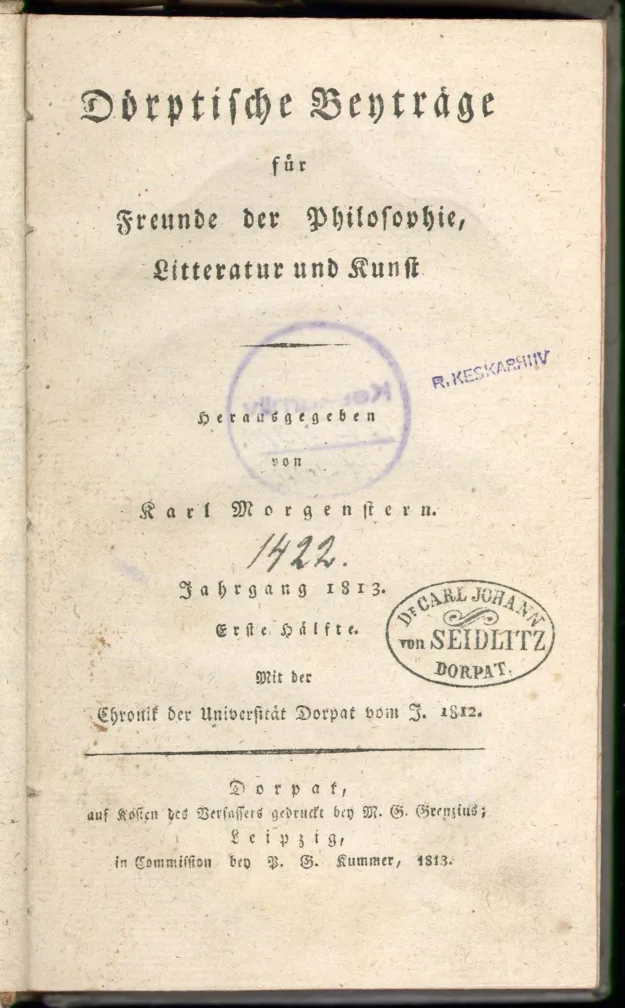 Dörptische Beyträge
für
Freunde der Philosophie,
Litteratur und Kunst
R. KESKARHIIV
Herausgegeben
von
Karl Morgenstern.
1422.
Jahrgang 1813.
Erste Hälfte.
Dr CARL JOHANN
von SEIDLITZ
DORPAT.
Mit der
Chronik der Universität Dorpat vom J. 1812.
Dorpat,
auf Kosten des Verfassers gedruckt bey M. G. Grenzius;
Leipzig,
in Commission bey P. G. Kummer, 1813.